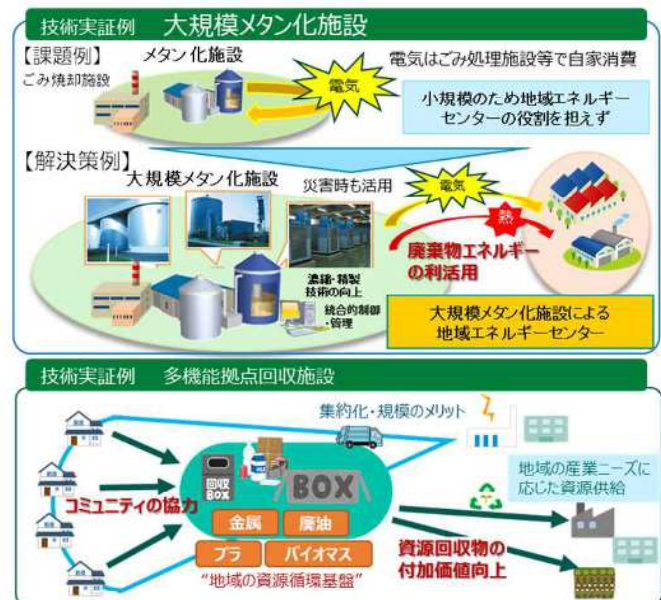 技術実証例 大規模メタン化施設
【課題例】
ごみ焼却施設
メタン化施設
電気
電気はごみ処理施設等で自家消費
小規模のため地域エネルギー
センターの役割を担えず
【解決策例】
大規模メタン化施設
災害時も活用
電気
熱
廃棄物エネルギー
の利活用
濃縮・精製
技術の向上
統合的制御
・管理
大規模メタン化施設による
地域エネルギーセンター
技術実証例 多機能拠点回収施設
集約化・規模のメリット
回収
BOX
BOX
コミュニティの協力
金属
廃油
プラ
バイオマス
“地域の資源循環基盤”
地域の産業ニーズに
応じた資源供給
資源回収物の
付加価値向上